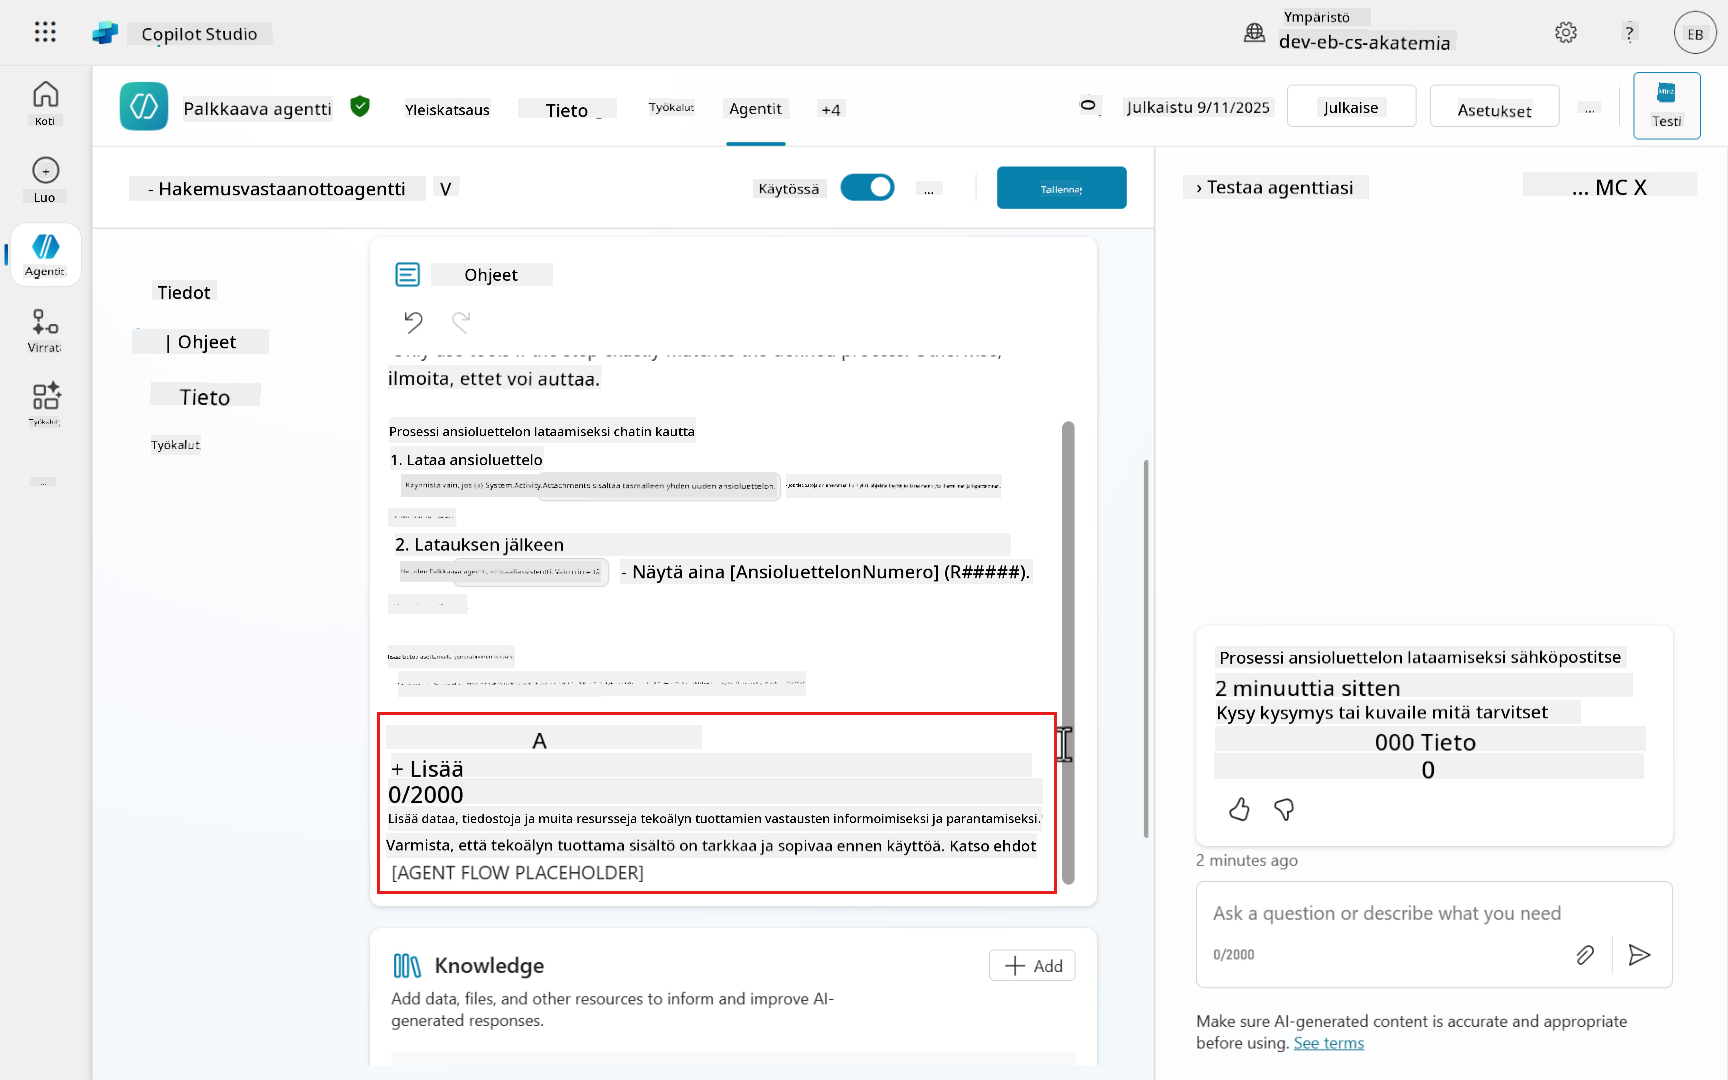 Copilot Studio
Ympäristö
dev-eb-cs-akatemia
?
EB
Koti
Luo
Agentit
Virrat
Työkalut
...
Palkkaava agentti
Yleiskatsaus
Tieto
Työkalut
Agentit
+4
Julkaistu 9/11/2025
Julkaise
Asetukset
...
Testi
- Hakemusvastaanottoagentti
V
Käytössä
...
Tallenna
› Testaa agenttiasi
... MC X
Tiedot
| Ohjeet
Tieto
Työkalut
Ohjeet
ilmoita, ettet voi auttaa.
Prosessi ansioluettelon lataamiseksi chatin kautta
1. Lataa ansioluettelo
Käynnistä vain, jos (x) System.Activity.Attachments sisältää täsmälleen yhden uuden ansioluettelon.
2. Latauksen jälkeen
- Näytä aina [AnsioluettelonNumero] (R#####).
A
+ Lisää
0/2000
Lisää dataa, tiedostoja ja muita resursseja tekoälyn tuottamien vastausten informoimiseksi ja parantamiseksi.
Varmista, että tekoälyn tuottama sisältö on tarkkaa ja sopivaa ennen käyttöä. Katso ehdot
[AGENT FLOW PLACEHOLDER]
Knowledge
Add
Add data, files, and other resources to inform and improve AI-
generated responses.
Prosessi ansioluettelon lataamiseksi sähköpostitse
2 minuuttia sitten
Kysy kysymys tai kuvaile mitä tarvitset
000 Tieto
0
2 minutes ago
Ask a question or describe what you need
0/2000
Make sure AI-generated content is accurate and appropriate
before using. See terms